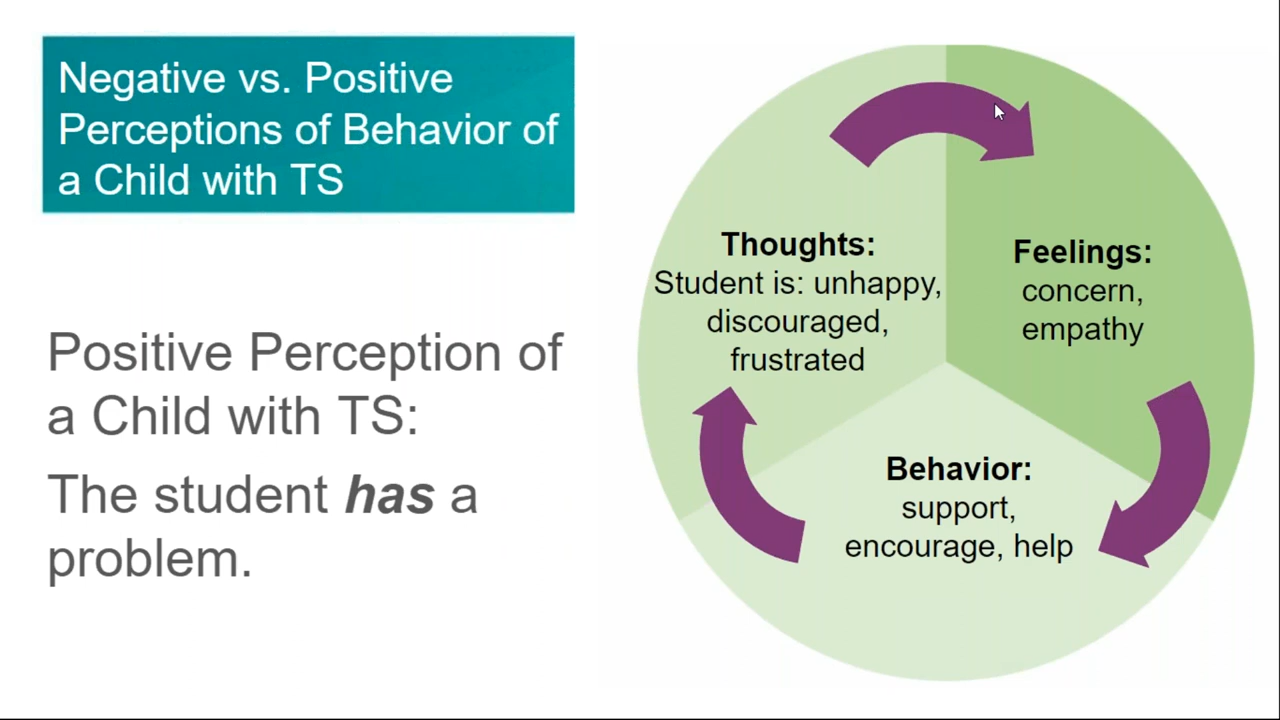 Negative vs. Positive
Perceptions of Behavior of
a Child with TS
Positive Perception of
a Child with TS:
The student has a
problem.
Thoughts:
Student is: unhappy,
discouraged,
frustrated
Feelings:
concern,
empathy
Behavior:
support,
encourage, help